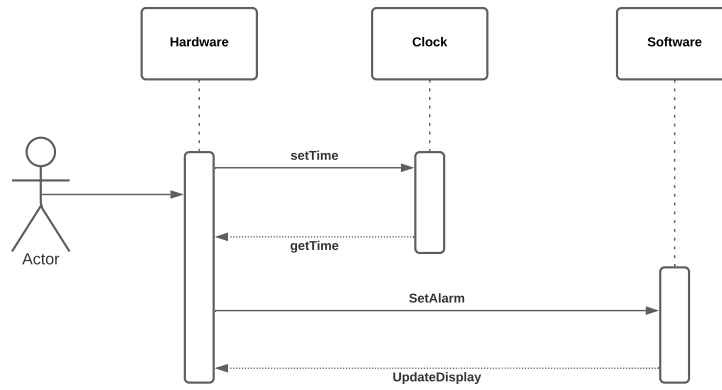 Hardware
Clock
Software
setTime
getTime
Actor
SetAlarm
UpdateDisplay